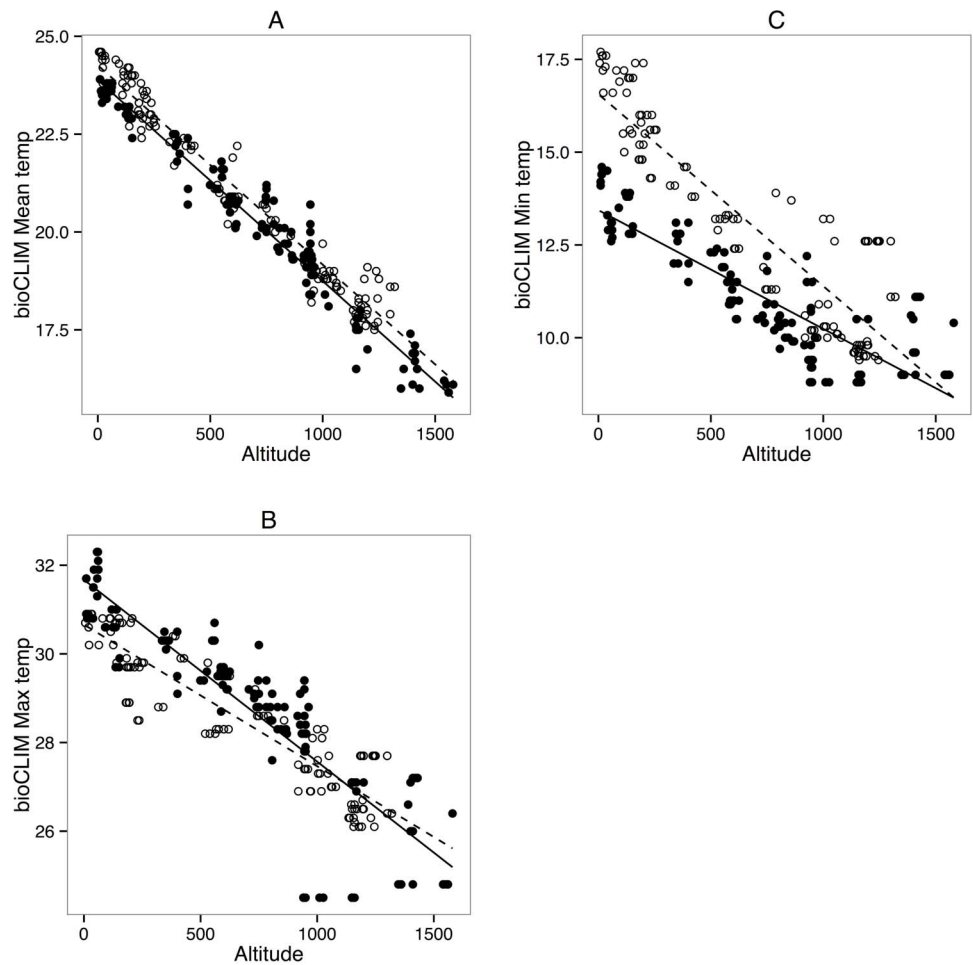 A
bioCLIM Mean temp
25.0
22.5
20.0
17.5
0 500 1000 1500
Altitude
C
bioCLIM Min temp
17.5
15.0
12.5
10.0
0 500 1000 1500
Altitude
B
bioCLIM Max temp
32
30
28
26
0 500 1000 1500
Altitude